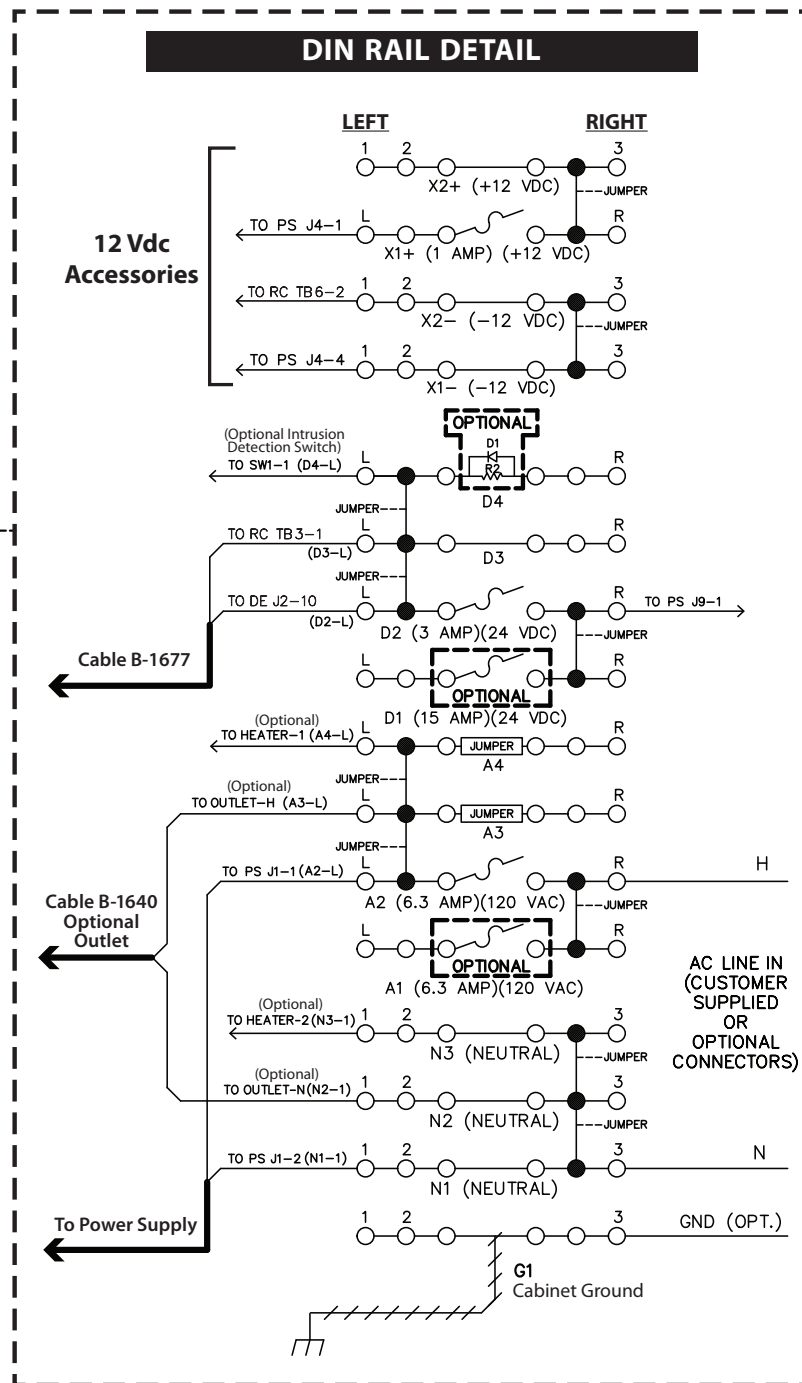 DIN RAIL DETAIL
LEFT
RIGHT
1 2 3
X2+ (+12 VDC)
JUMPER
12 Vdc
Accessories
TO PS J4-1
L R
X1+ (1 AMP) (+12 VDC)
TO RC TB6-2
1 2 3
X2- (-12 VDC)
JUMPER
TO PS J4-4
1 2 3
X1- (-12 VDC)
OPTIONAL
D1
R2
(Optional Intrusion
Detection Switch)
TO SW1-1 (D4-L)
L R
D4
JUMPER
TO RC TB3-1
(D3-L)
L R
D3
JUMPER
TO DE J2-10
(D2-L)
L R
TO PS J9-1
D2 (3 AMP)(24 VDC)
JUMPER
Cable B-1677
L R
OPTIONAL
D1 (15 AMP)(24 VDC)
(Optional)
TO HEATER-1 (A4-L)
L R
JUMPER
A4
JUMPER
(Optional)
TO OUTLET-H (A3-L)
L R
JUMPER
A3
JUMPER
TO PS J1-1 (A2-L)
L R
H
A2 (6.3 AMP)(120 VAC)
JUMPER
Cable B-1640
Optional
Outlet
L R
OPTIONAL
A1 (6.3 AMP)(120 VAC)
AC LINE IN
(CUSTOMER
SUPPLIED
OR
OPTIONAL
CONNECTORS)
(Optional)
TO HEATER-2 (N3-1)
1 2 3
N3 (NEUTRAL)
JUMPER
(Optional)
TO OUTLET-N(N2-1)
1 2 3
N2 (NEUTRAL)
JUMPER
TO PS J1-2 (N1-1)
1 2 3
N
N1 (NEUTRAL)
To Power Supply
1 2 3
GND (OPT.)
G1
Cabinet Ground